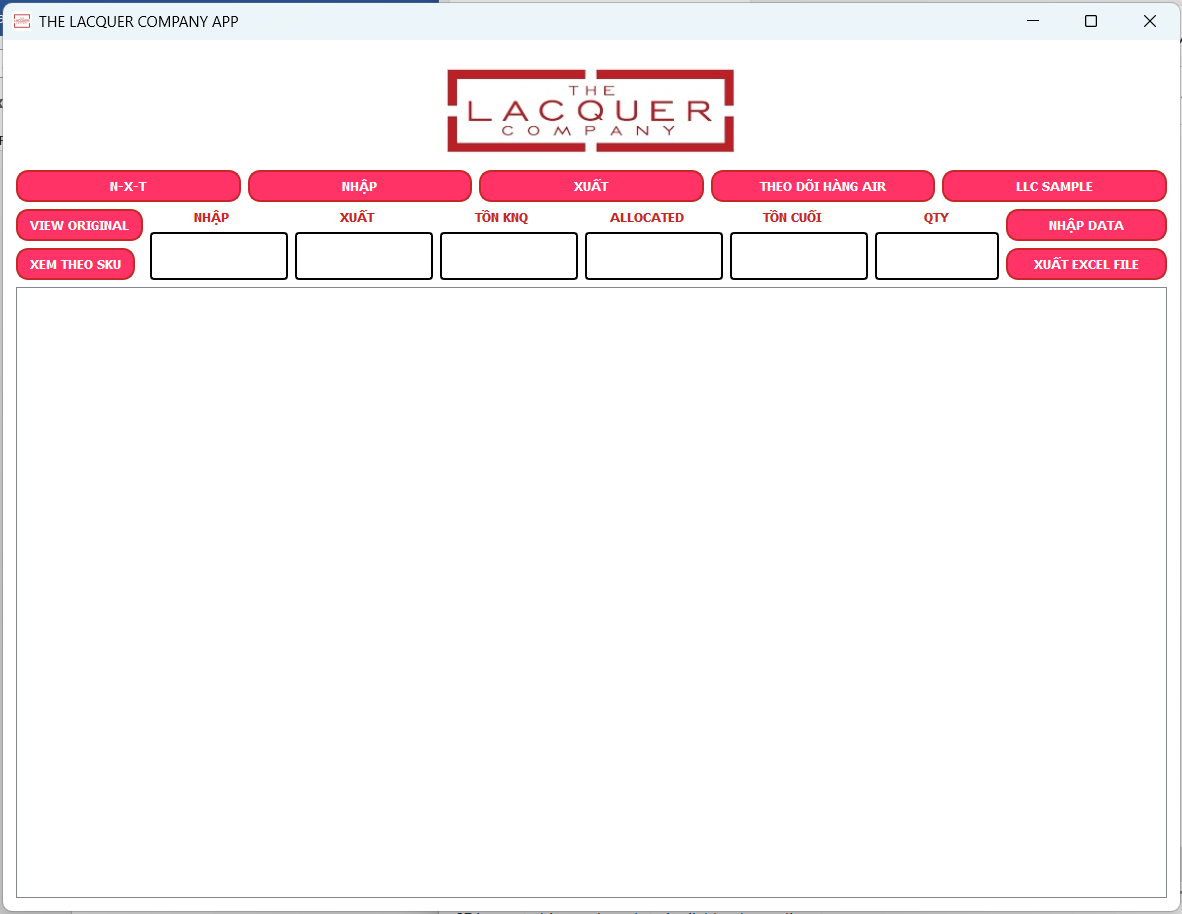 THE LACQUER COMPANY APP
THE
LACQUER
COMPANY
N-X-T
NHẬP
XUẤT
THEO DÕI HÀNG AIR
LLC SAMPLE
VIEW ORIGINAL
NHẬP
XUẤT
TỒN KNQ
ALLOCATED
TỒN CUỐI
QTY
NHẬP DATA
XEM THEO SKU
XUẤT EXCEL FILE